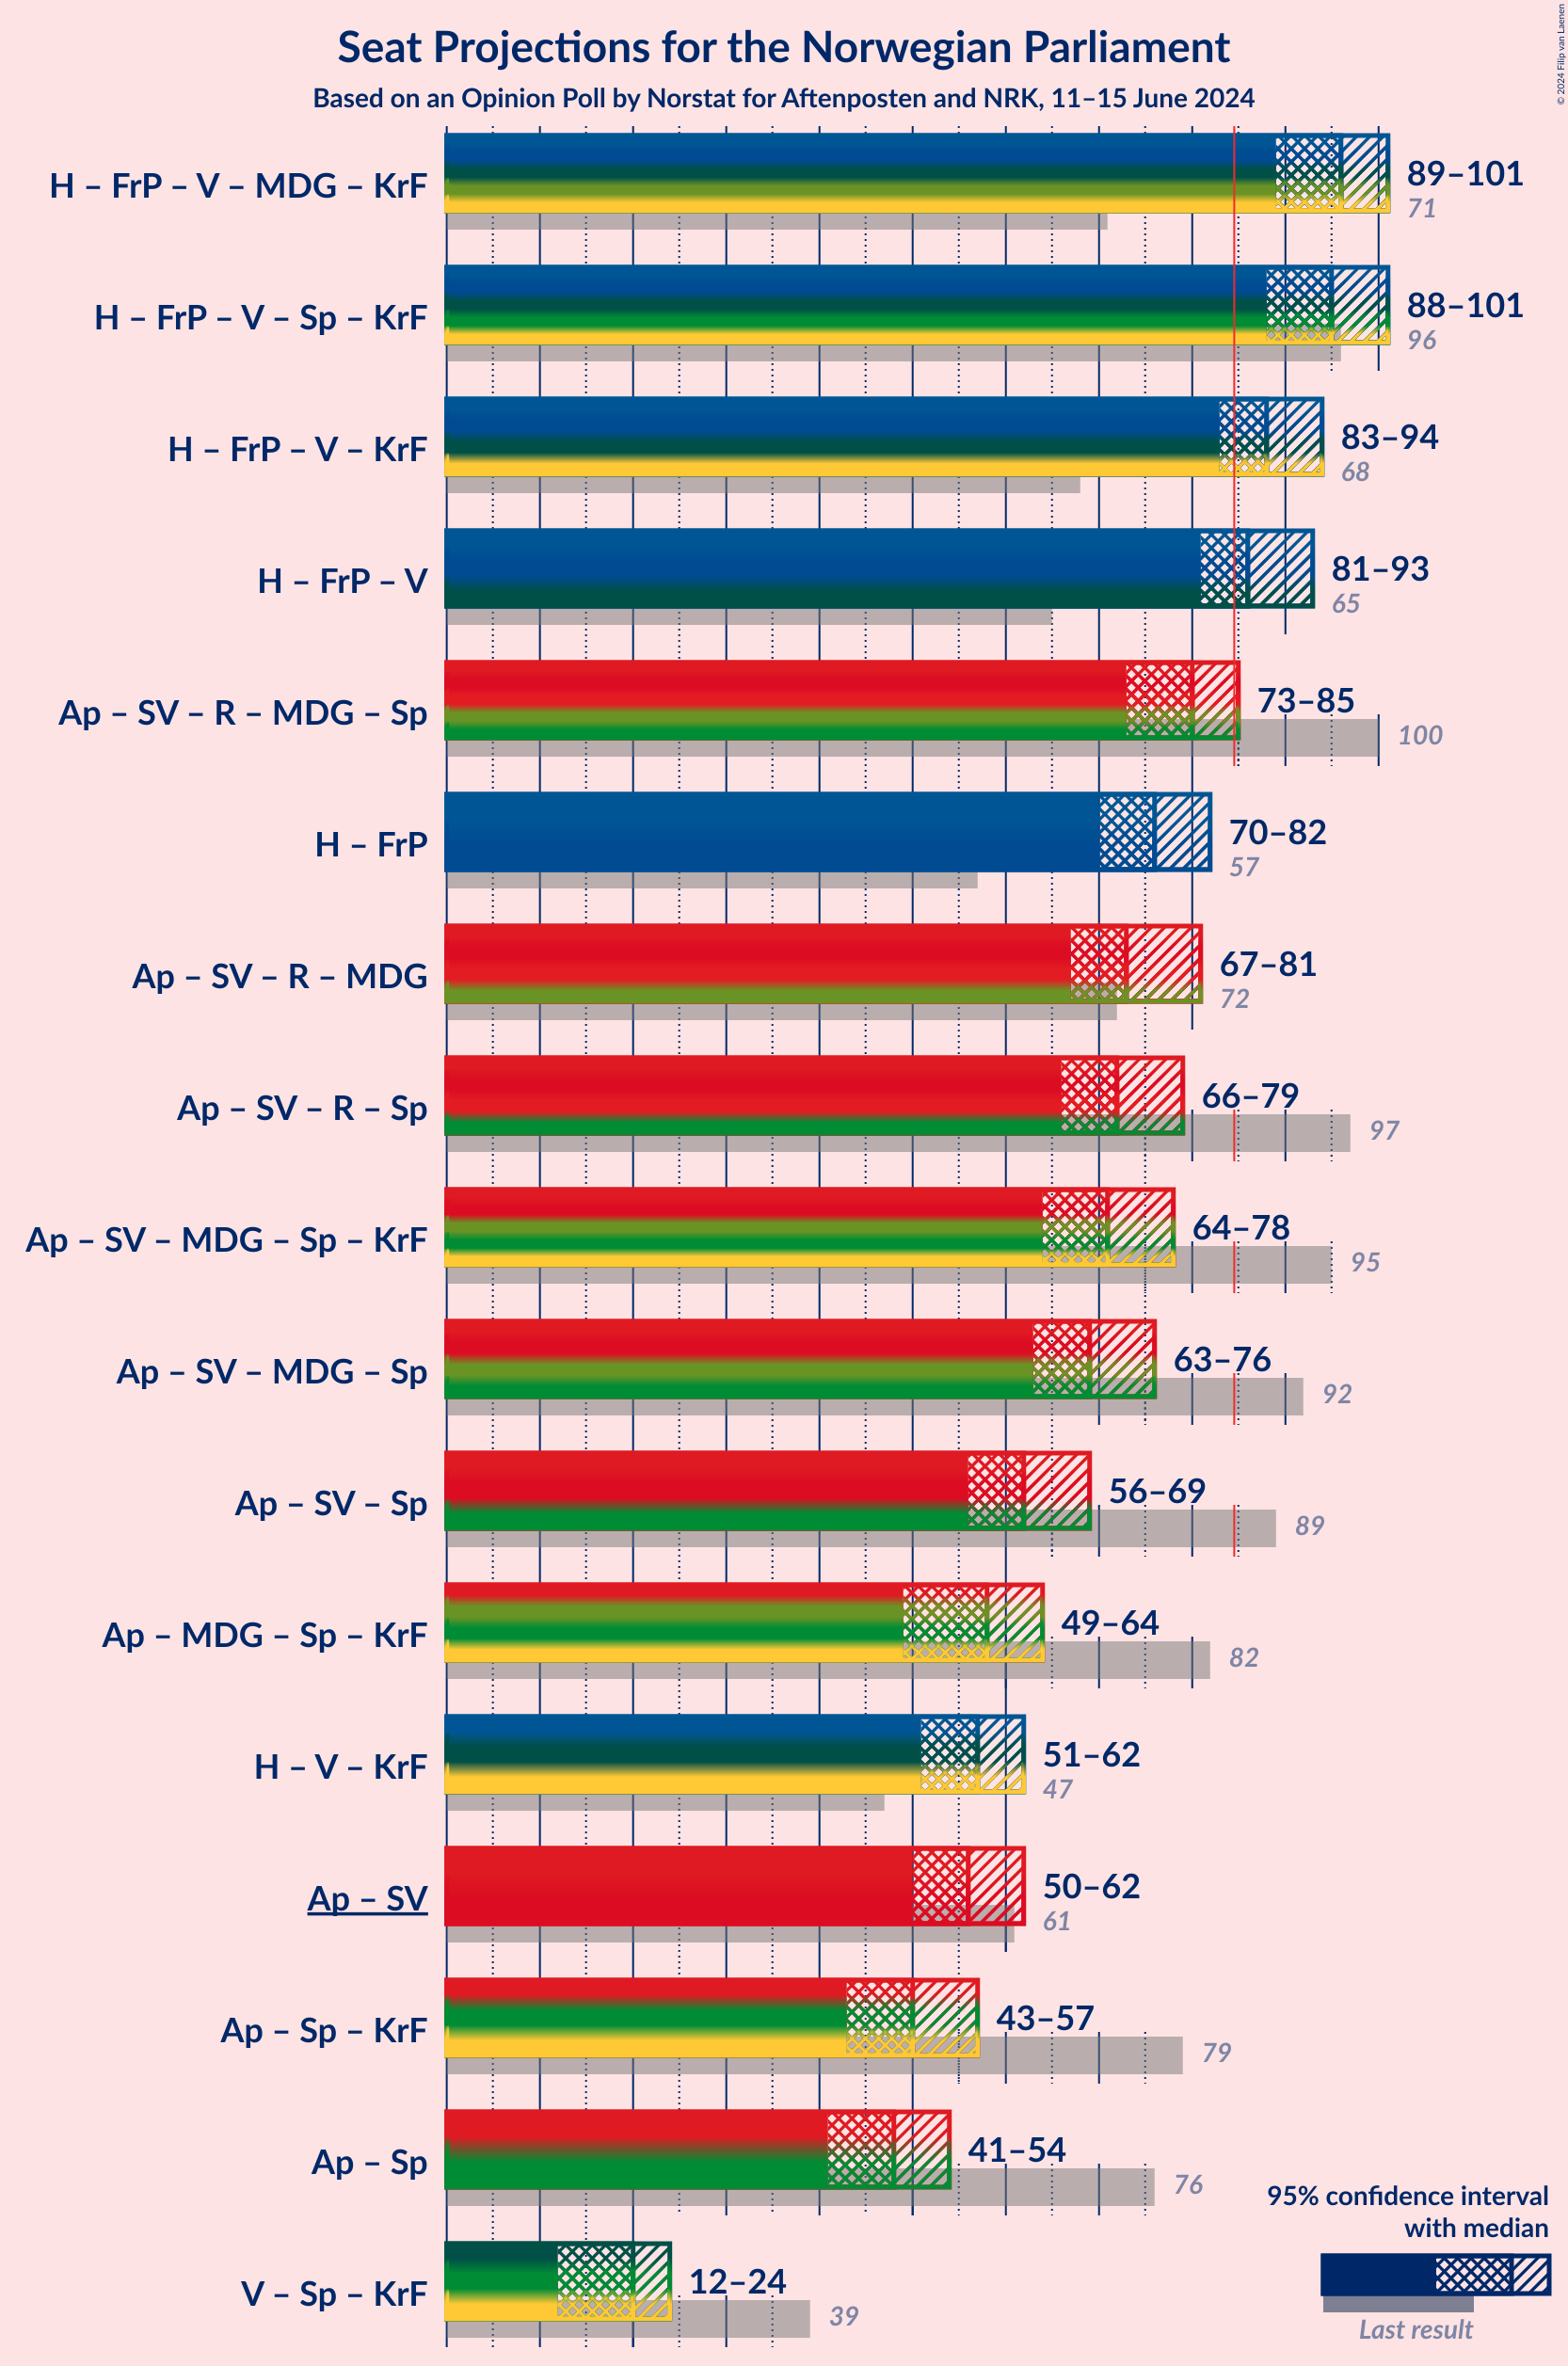 Seat Projections for the Norwegian Parliament
Based on an Opinion Poll by Norstat for Aftenposten and NRK, 11–15 June 2024
© 2024 Filip van Laenen
H – FrP – V – MDG – KrF
89–101
71
H – FrP – V – Sp – KrF
88–101
96
H – FrP – V – KrF
83–94
68
H – FrP – V
81–93
65
Ap – SV – R – MDG – Sp
73–85
100
H – FrP
70–82
57
Ap – SV – R – MDG
67–81
72
Ap – SV – R – Sp
66–79
97
Ap – SV – MDG – Sp – KrF
64–78
95
Ap – SV – MDG – Sp
63–76
92
Ap – SV – Sp
56–69
89
Ap – MDG – Sp – KrF
49–64
82
H – V – KrF
51–62
47
Ap – SV
50–62
61
Ap – Sp – KrF
43–57
79
Ap – Sp
41–54
76
V – Sp – KrF
12–24
39
95% confidence interval
with median
Last result